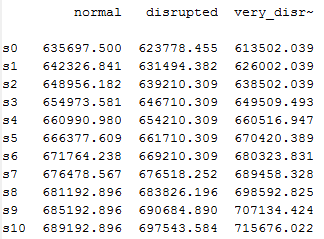 normal disrupted very_disr~
s0 635697.500 623778.455 613502.039
s1 642326.841 631494.382 626002.039
s2 648956.182 639210.309 638502.039
s3 654973.581 646710.309 649509.493
s4 660990.980 654210.309 660516.947
s5 666377.609 661710.309 670420.389
s6 671764.238 669210.309 680323.831
s7 676478.567 676518.252 689458.328
s8 681192.896 683826.196 698592.825
s9 685192.896 690684.890 707134.424
s10 689192.896 697543.584 715676.022